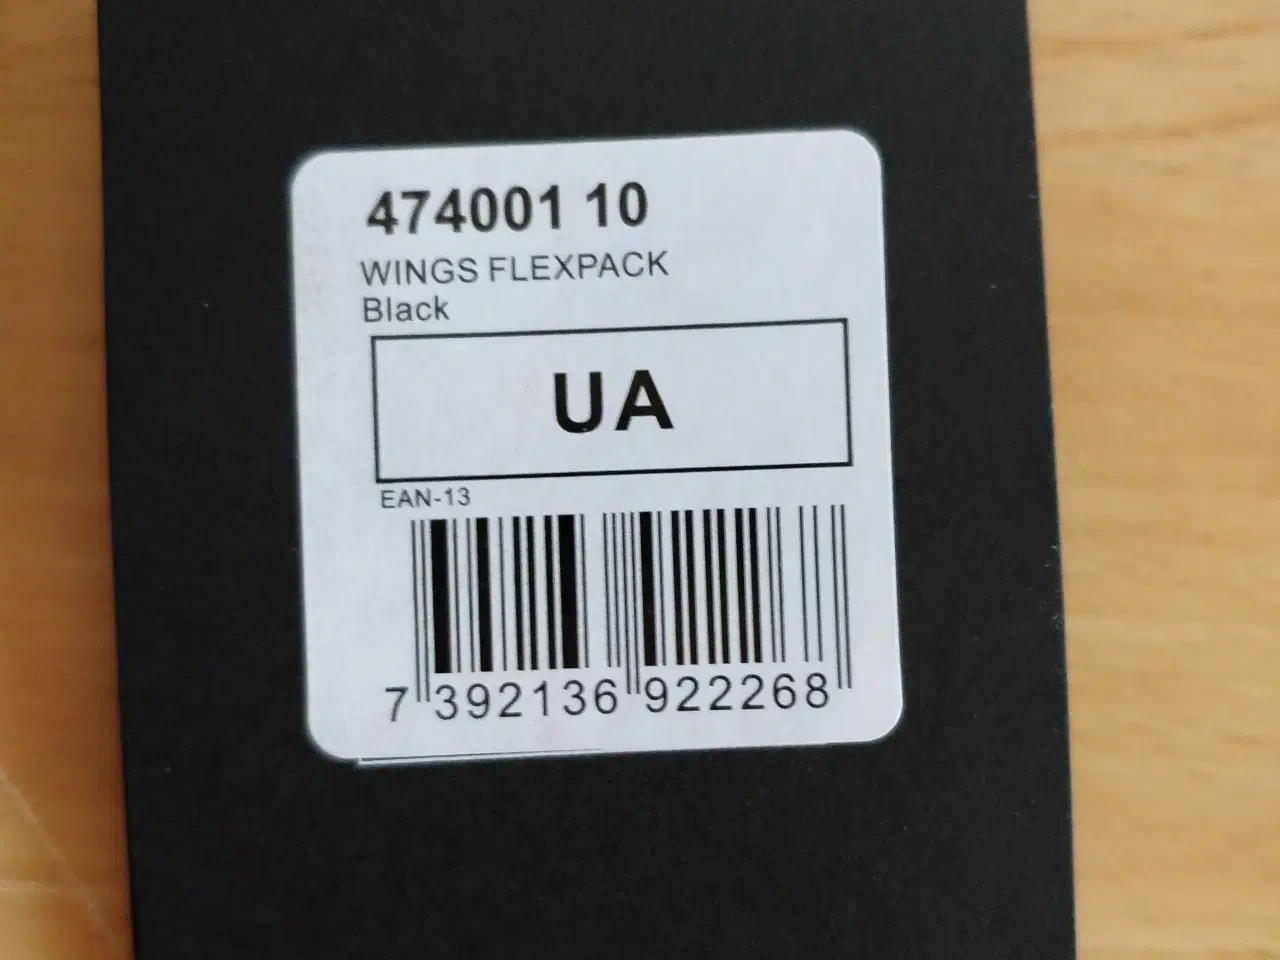 474001 10
WINGS FLEXPACK
Black
UA
EAN-13
7 392136 922268